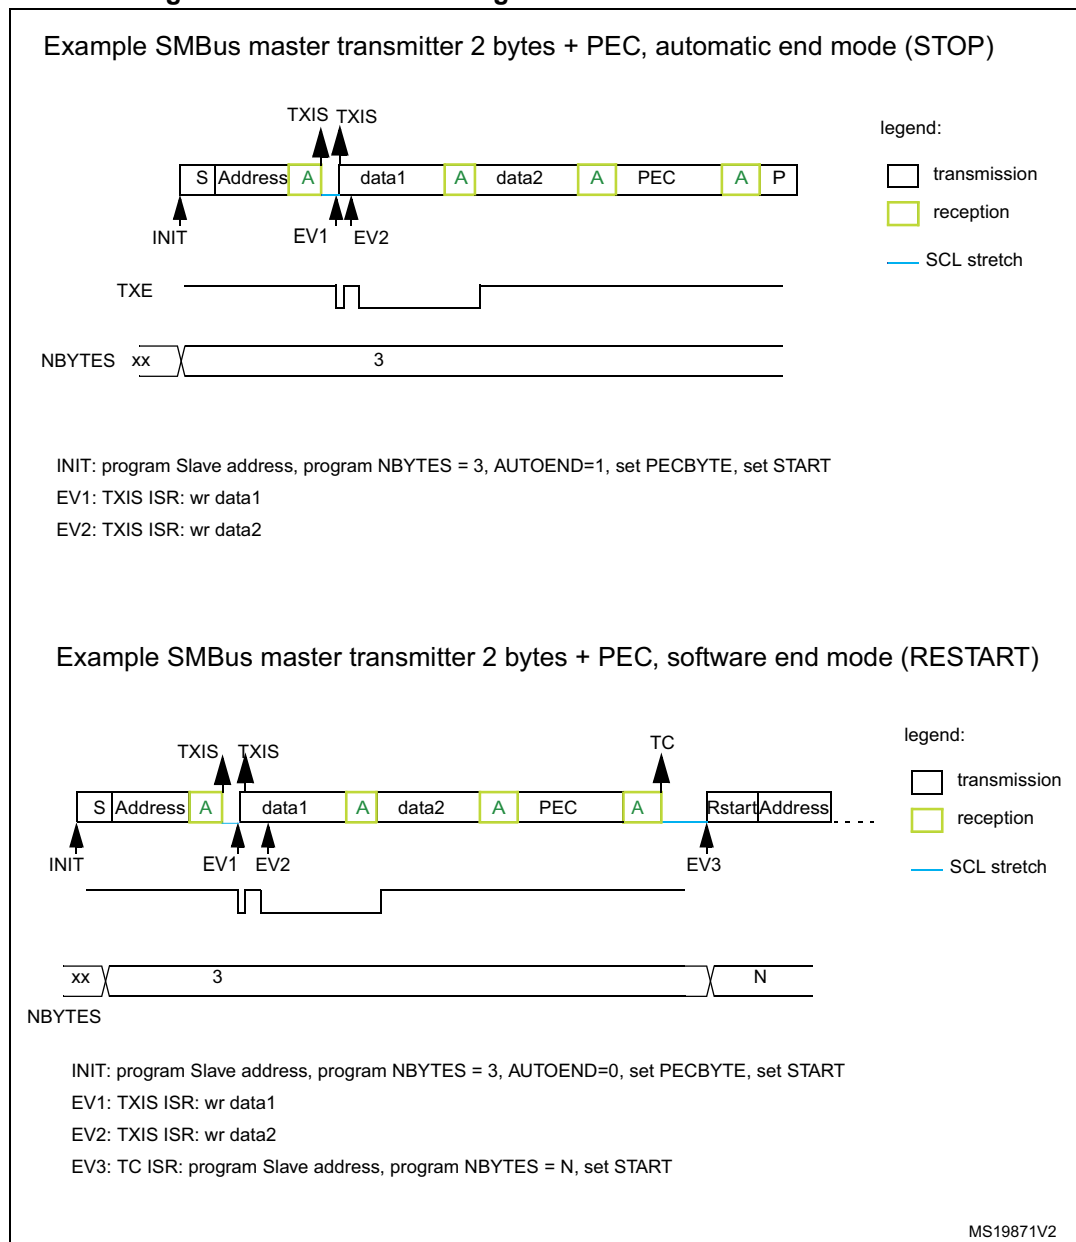 Example SMBus master transmitter 2 bytes + PEC, automatic end mode (STOP)
TXIS TXIS
legend:
S Address A data1 A data2 A PEC A P
transmission
reception
INIT EV1 EV2
SCL stretch
TXE
NBYTES xx 3
INIT: program Slave address, program NBYTES = 3, AUTOEND=1, set PECBYTE, set START
EV1: TXIS ISR: wr data1
EV2: TXIS ISR: wr data2
Example SMBus master transmitter 2 bytes + PEC, software end mode (RESTART)
TXIS TXIS TC
legend:
S Address A data1 A data2 A PEC A Rstart Address
transmission
reception
INIT EV1 EV2 EV3
SCL stretch
xx 3 N
NBYTES
INIT: program Slave address, program NBYTES = 3, AUTOEND=0, set PECBYTE, set START
EV1: TXIS ISR: wr data1
EV2: TXIS ISR: wr data2
EV3: TC ISR: program Slave address, program NBYTES = N, set START
MS19871V2